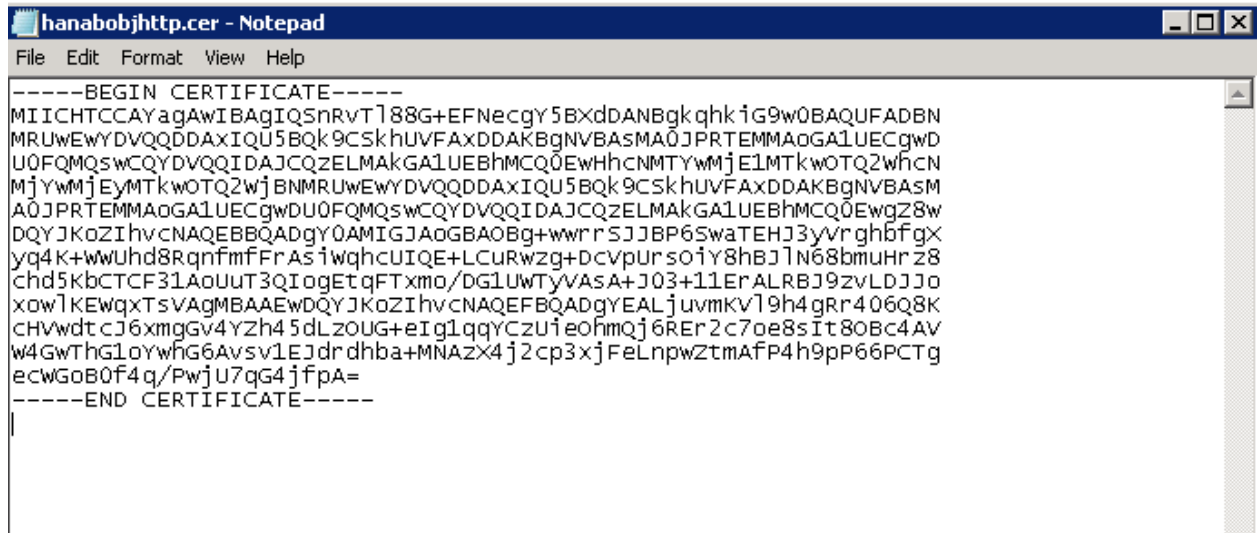 hanabobjhttp.cer - Notepad
File Edit Format View Help
-----BEGIN CERTIFICATE-----
MIICHTCCAYagAwIBAgIQSnRvTl88G+EFNecgY5BXdDANBgkqhkiG9w0BAQUFADBN
MRUwEwYDVQQDDAxIQU5BQk9CSkhUVFAxDDAKBgNVBAsMA0JPRTEMMAoGA1UECgwD
U0FQMQswCQYDVQQIDAJCQzELMAkGA1UEBhMCQ0EwHhcNMTYwMjE1MTkwOTQ2WhcN
MjYwMjEyMTkwOTQ2WjBNMRUwEwYDVQQDDAxIQU5BQk9CSkhUVFAxDDAKBgNVBAsM
A0JPRTEMMAoGA1UECgwDU0FQMQswCQYDVQQIDAJCQzELMAkGA1UEBhMCQ0EwgZ8w
DQYJKoZIhvcNAQEBBQADgY0AMIGJAoGBAOBg+wwrrSJJBP6SwaTEHJ3yVrghbfgX
yq4K+WWUhd8RqnfmfFrAsiWqhcUIQE+LCuRwzg+DcVpUrsOiY8hBJlN68bmuHrz8
chd5KbCTCF31AoUuT3QIogEtqFTxmo/DG1UWTyVAsA+J03+11ErALRBJ9zvLDJJo
xowlKEWqxTsVAgMBAAEwDQYJKoZIhvcNAQEFBQADgYEALjuvmKVl9h4gRr406Q8K
cHVwdtcJ6xmgGv4YZh45dLzOUG+eIg1qqYCzUieOhmQj6REr2c7oe8sIt8OBc4AV
W4GwThG1oYwhG6Avsv1EJdrdhba+MNAzX4j2cp3xjFeLnpwZtmAfP4h9pP66PCTg
ecWGoB0f4q/PwjU7qG4jfpA=
-----END CERTIFICATE-----